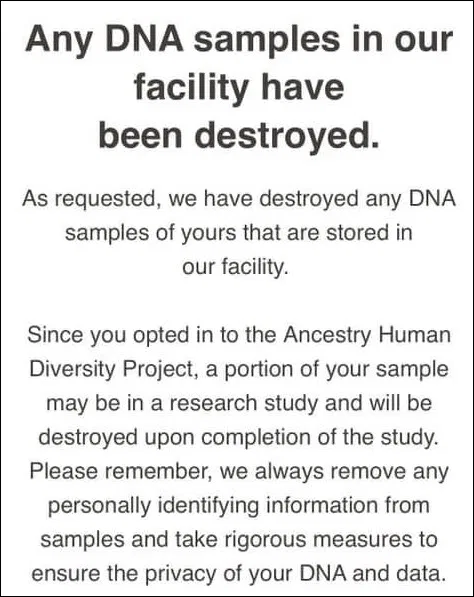 Any DNA samples in our
facility have
been destroyed.
As requested, we have destroyed any DNA
samples of yours that are stored in
our facility.
Since you opted in to the Ancestry Human
Diversity Project, a portion of your sample
may be in a research study and will be
destroyed upon completion of the study.
Please remember, we always remove any
personally identifying information from
samples and take rigorous measures to
ensure the privacy of your DNA and data.